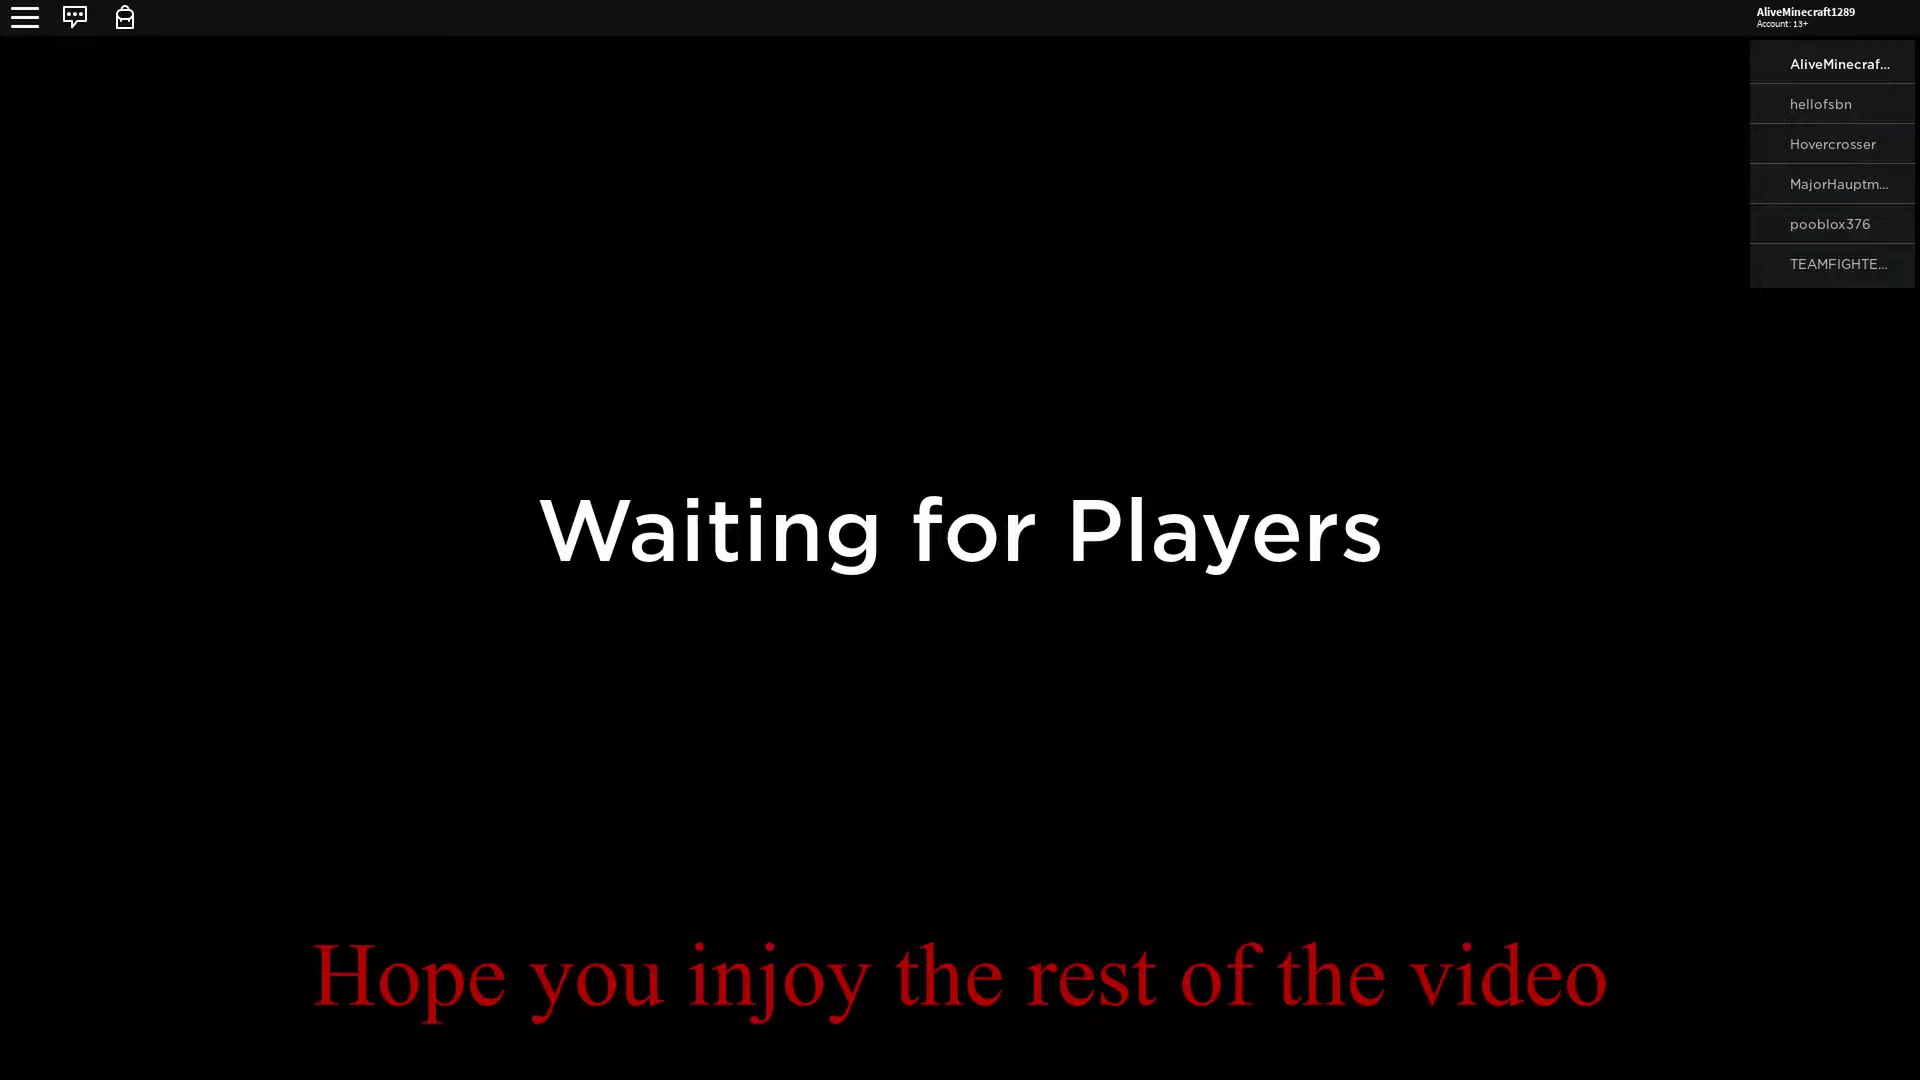 AliveMinecraft1289
Account: 13+
AliveMinecraf...
hellofsbn
Hovercrosser
MajorHauptm...
pooblox376
TEAMFIGHTE...
Waiting for Players
Hope you injoy the rest of the video